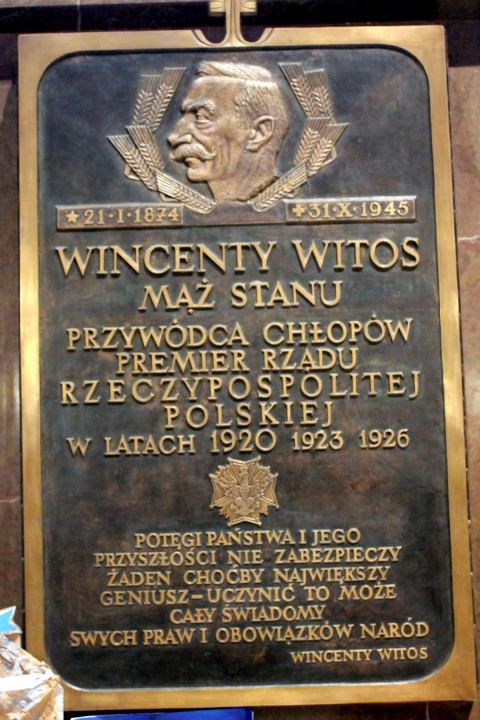 ★21·I·1874
✝31·X·1945
WINCENTY WITOS
MĄŻ STANU
PRZYWÓDCA CHŁOPÓW
PREMIER RZĄDU
RZECZYPOSPOLITEJ
POLSKIEJ
W LATACH 1920 1923 1926
POTĘGI PAŃSTWA I JEGO
PRZYSZŁOŚCI NIE ZABEZPIECZY
ŻADEN CHOĆBY NAJWIĘKSZY
GENIUSZ–UCZYNIĆ TO MOŻE
CAŁY ŚWIADOMY
SWYCH PRAW I OBOWIĄZKÓW NARÓD
WINCENTY WITOS